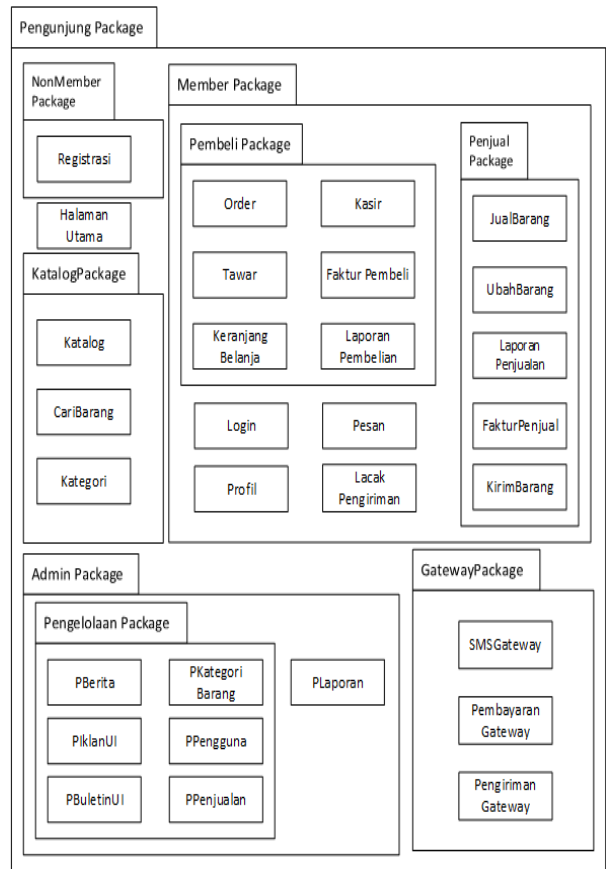 Pengunjung Package
NonMember
Package
Registrasi
Halaman
Utama
KatalogPackage
Katalog
CariBarang
Kategori
Member Package
Pembeli Package
Order
Kasir
Tawar
Faktur Pembeli
Keranjang
Belanja
Laporan
Pembelian
Login
Pesan
Profil
Lacak
Pengiriman
Penjual
Package
JualBarang
UbahBarang
Laporan
Penjualan
FakturPenjual
KirimBarang
Admin Package
Pengelolaan Package
PBerita
PKategori
Barang
PIklanUI
PPengguna
PBuletinUI
PPenjualan
PLaporan
GatewayPackage
SMSGateway
Pembayaran
Gateway
Pengiriman
Gateway